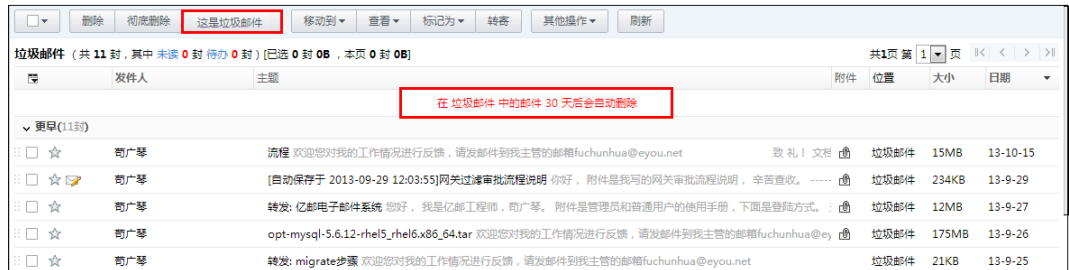 删除 彻底删除 这是垃圾邮件 移动到 查看 标记为 转寄 其他操作 刷新
垃圾邮件 （共 11 封，其中 未读 0 封 待办 0 封）[已选 0 封 0B ，本页 0 封 0B] 共1页 第 1 页
发件人 主题 附件 位置 大小 日期
在 垃圾邮件 中的邮件 30 天后会自动删除
更早(11封)
苟广琴 流程 欢迎您对我的工作情况进行反馈，请发邮件到我主管的邮箱fuchunhua@eyou.net 致 礼！ 文档 垃圾邮件 15MB 13-10-15
苟广琴 [自动保存于 2013-09-29 12:03:55]网关过滤审批流程说明 你好， 附件是我写的网关审批流程说明， 辛苦查收。 ----- 垃圾邮件 234KB 13-9-29
苟广琴 转发: 亿邮电子邮件系统 您好， 我是亿邮工程师，苟广琴。 附件是管理员和普通用户的使用手册，下面是登陆方式。 垃圾邮件 12MB 13-9-27
苟广琴 opt-mysql-5.6.12-rhel5_rhel6.x86_64.tar 欢迎您对我的工作情况进行反馈，请发邮件到我主管的邮箱fuchunhua@ey 垃圾邮件 175MB 13-9-26
苟广琴 转发: migrate步骤 欢迎您对我的工作情况进行反馈，请发邮件到我主管的邮箱fuchunhua@eyou.net 垃圾邮件 21KB 13-9-25